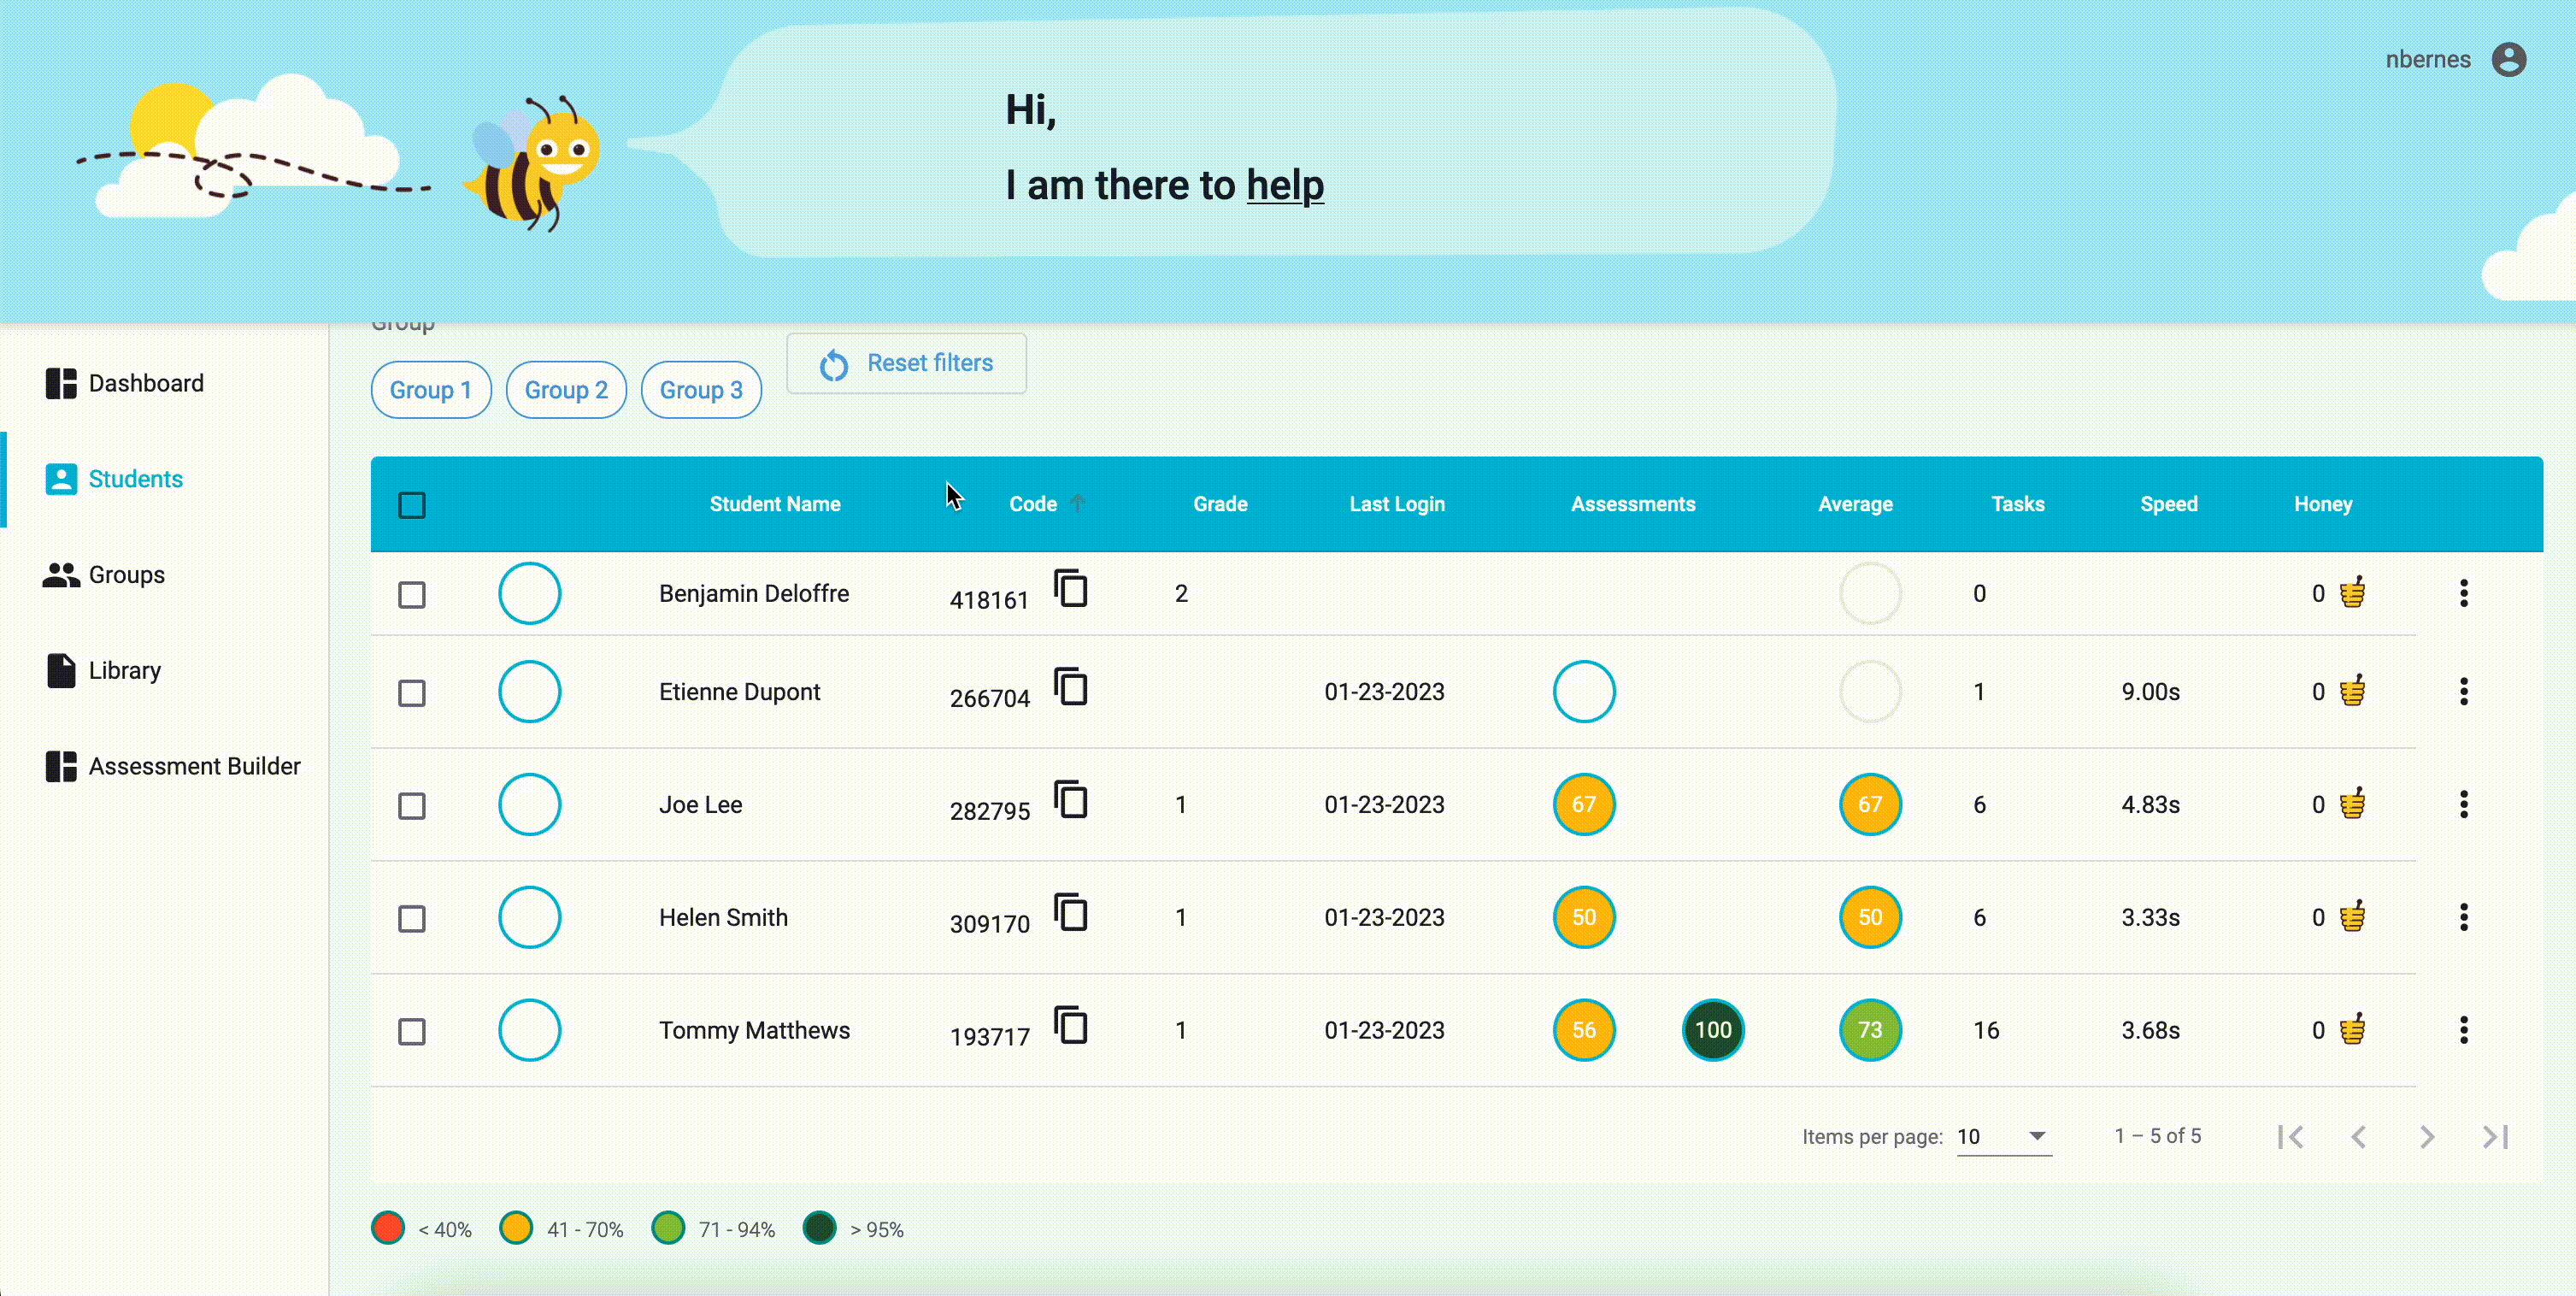 nbernes
Hi,
I am there to help
Group
Group 1 Group 2 Group 3 Reset filters
Dashboard
Students
Groups
Library
Assessment Builder
Student Name Code Grade Last Login Assessments Average Tasks Speed Honey
Benjamin Deloffre 418161 2 0 0
Etienne Dupont 266704 01-23-2023 1 9.00s 0
Joe Lee 282795 1 01-23-2023 67 67 6 4.83s 0
Helen Smith 309170 1 01-23-2023 50 50 6 3.33s 0
Tommy Matthews 193717 1 01-23-2023 56 100 73 16 3.68s 0
Items per page: 10 1 – 5 of 5
< 40% 41 - 70% 71 - 94% > 95%